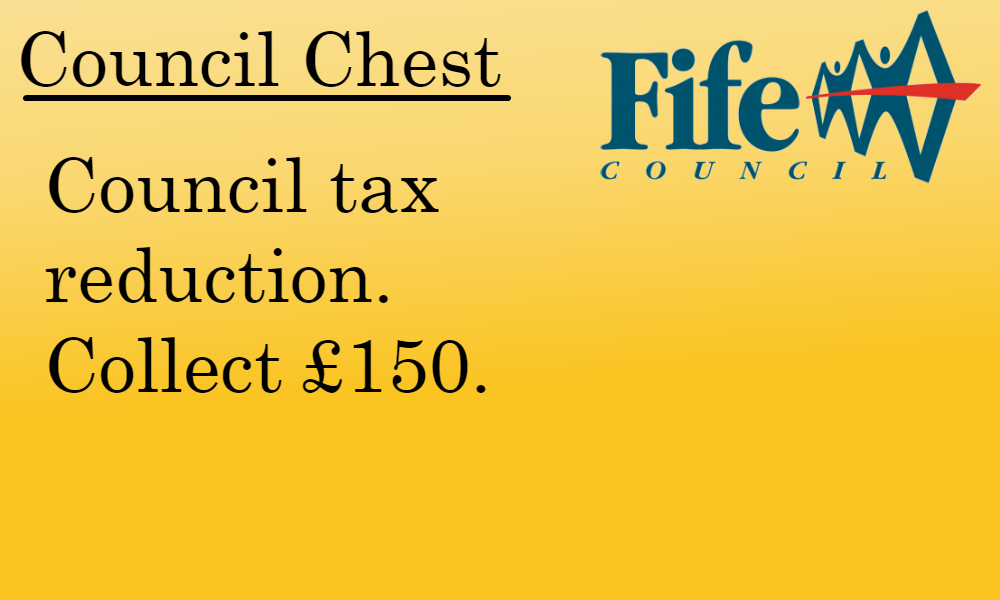 Council Chest
Fife
COUNCIL
Council tax
reduction.
Collect £150.